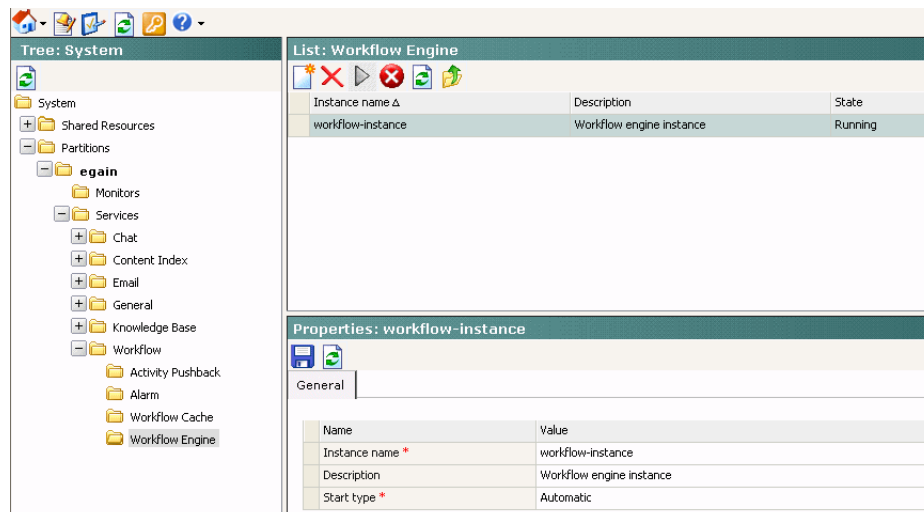 Tree: System
System
Shared Resources
Partitions
egain
Monitors
Services
Chat
Content Index
Email
General
Knowledge Base
Workflow
Activity Pushback
Alarm
Workflow Cache
Workflow Engine
List: Workflow Engine
Instance name Description State
workflow-instance Workflow engine instance Running
Properties: workflow-instance
General
Name Value
Instance name * workflow-instance
Description Workflow engine instance
Start type * Automatic